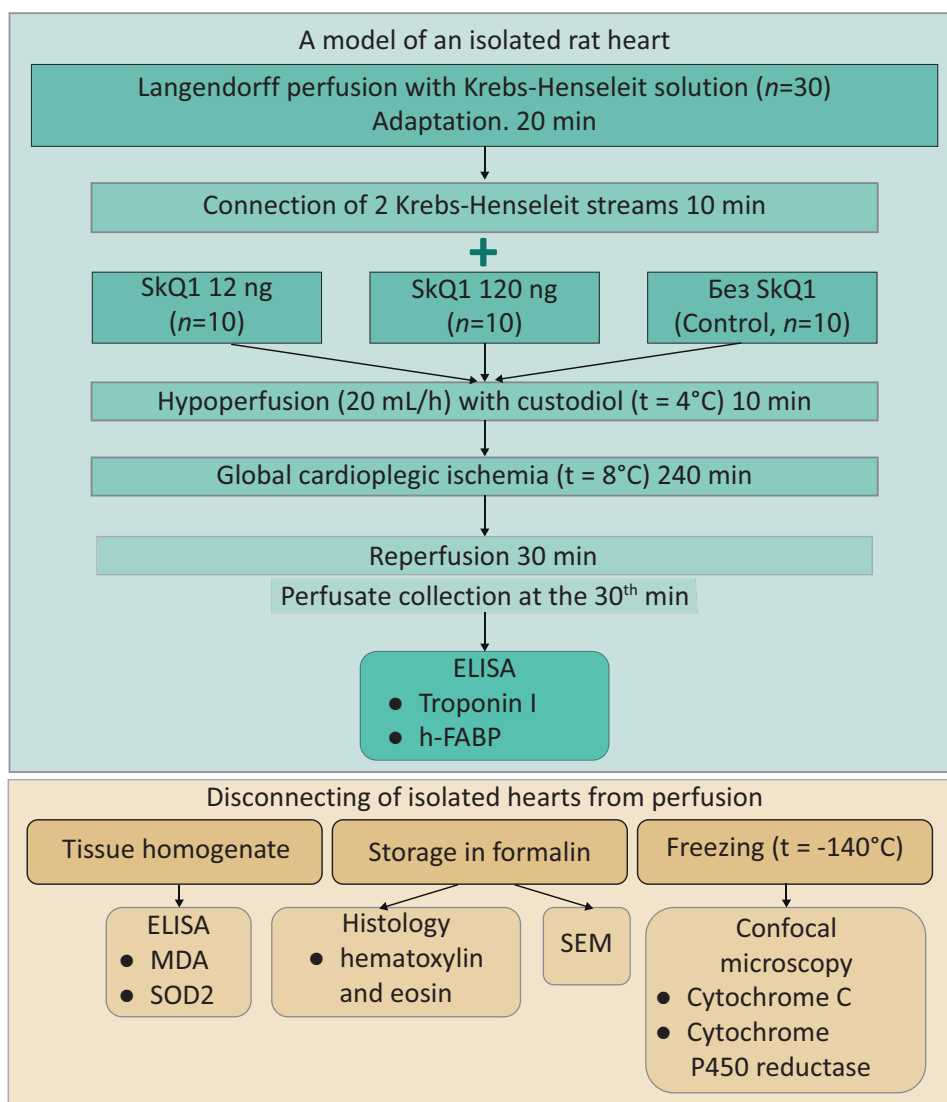 A model of an isolated rat heart
Langendorff perfusion with Krebs-Henseleit solution (n=30)
Adaptation. 20 min
Connection of 2 Krebs-Henseleit streams 10 min
+
SkQ1 12 ng
(n=10)
SkQ1 120 ng
(n=10)
Без SkQ1
(Control, n=10)
Hypoperfusion (20 mL/h) with custodiol (t = 4°C) 10 min
Global cardioplegic ischemia (t = 8°C) 240 min
Reperfusion 30 min
Perfusate collection at the 30th min
ELISA
● Troponin I
● h-FABP
Disconnecting of isolated hearts from perfusion
Tissue homogenate
ELISA
● MDA
● SOD2
Storage in formalin
Histology
● hematoxylin
and eosin
SEM
Freezing (t = -140°C)
Confocal
microscopy
● Cytochrome C
● Cytochrome
P450 reductase